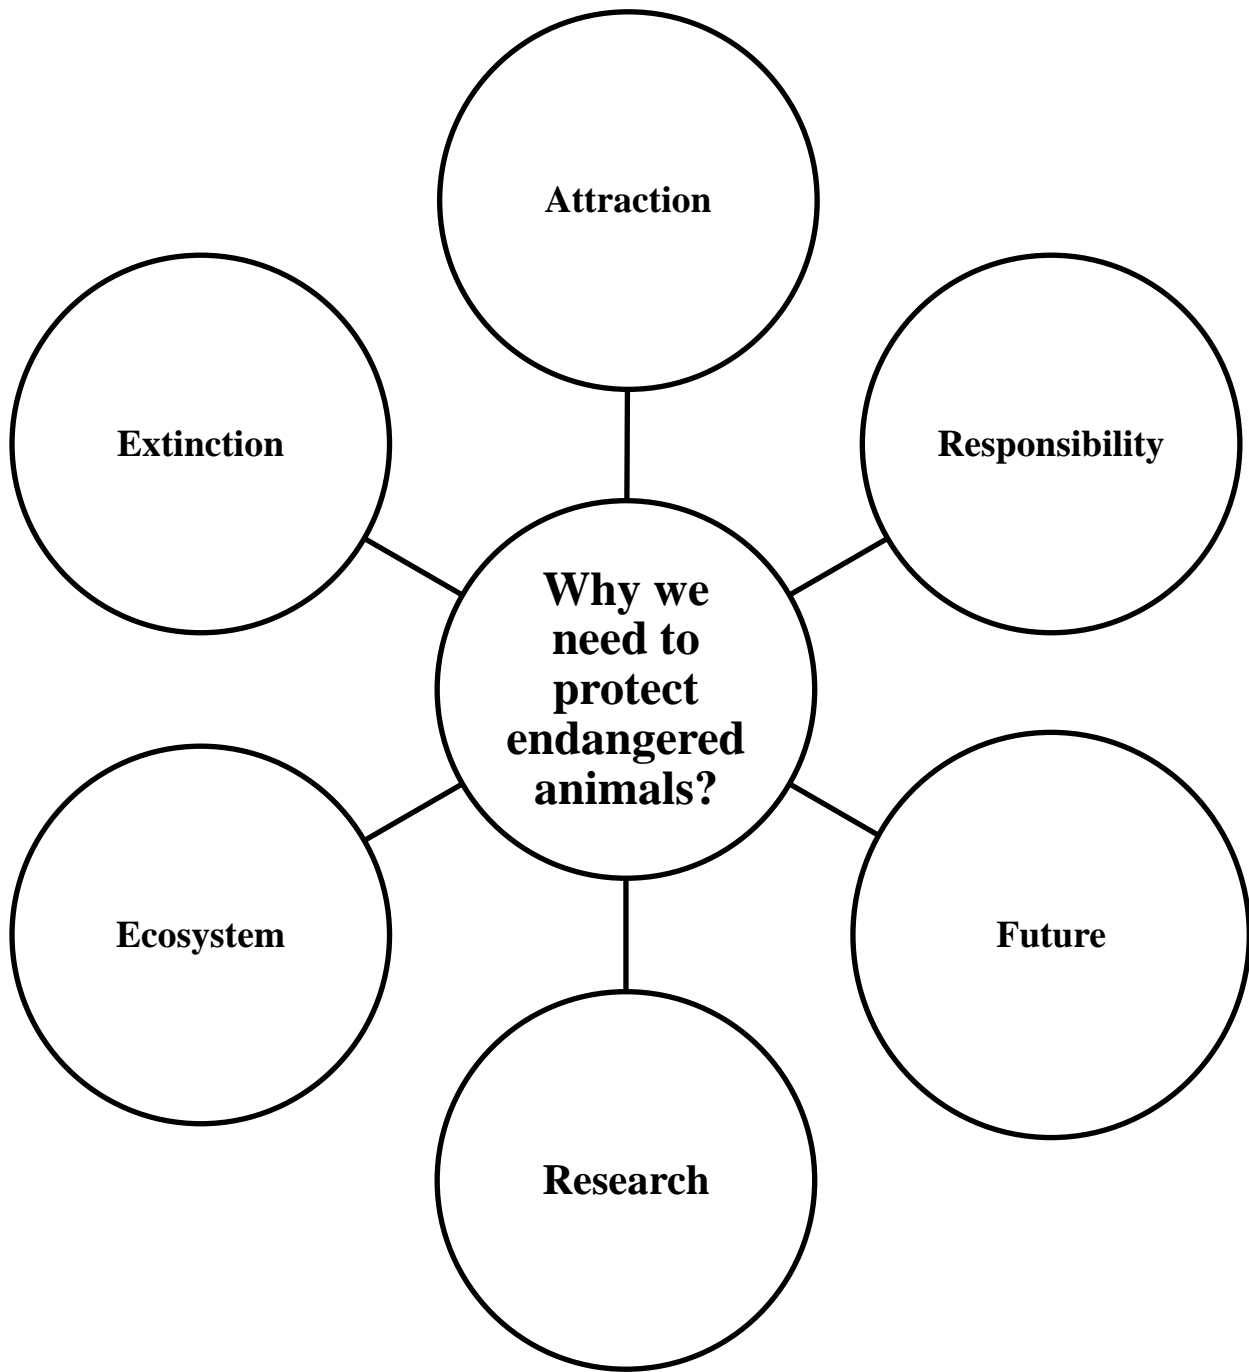 Attraction
Extinction
Responsibility
Why we
need to
protect
endangered
animals?
Ecosystem
Future
Research